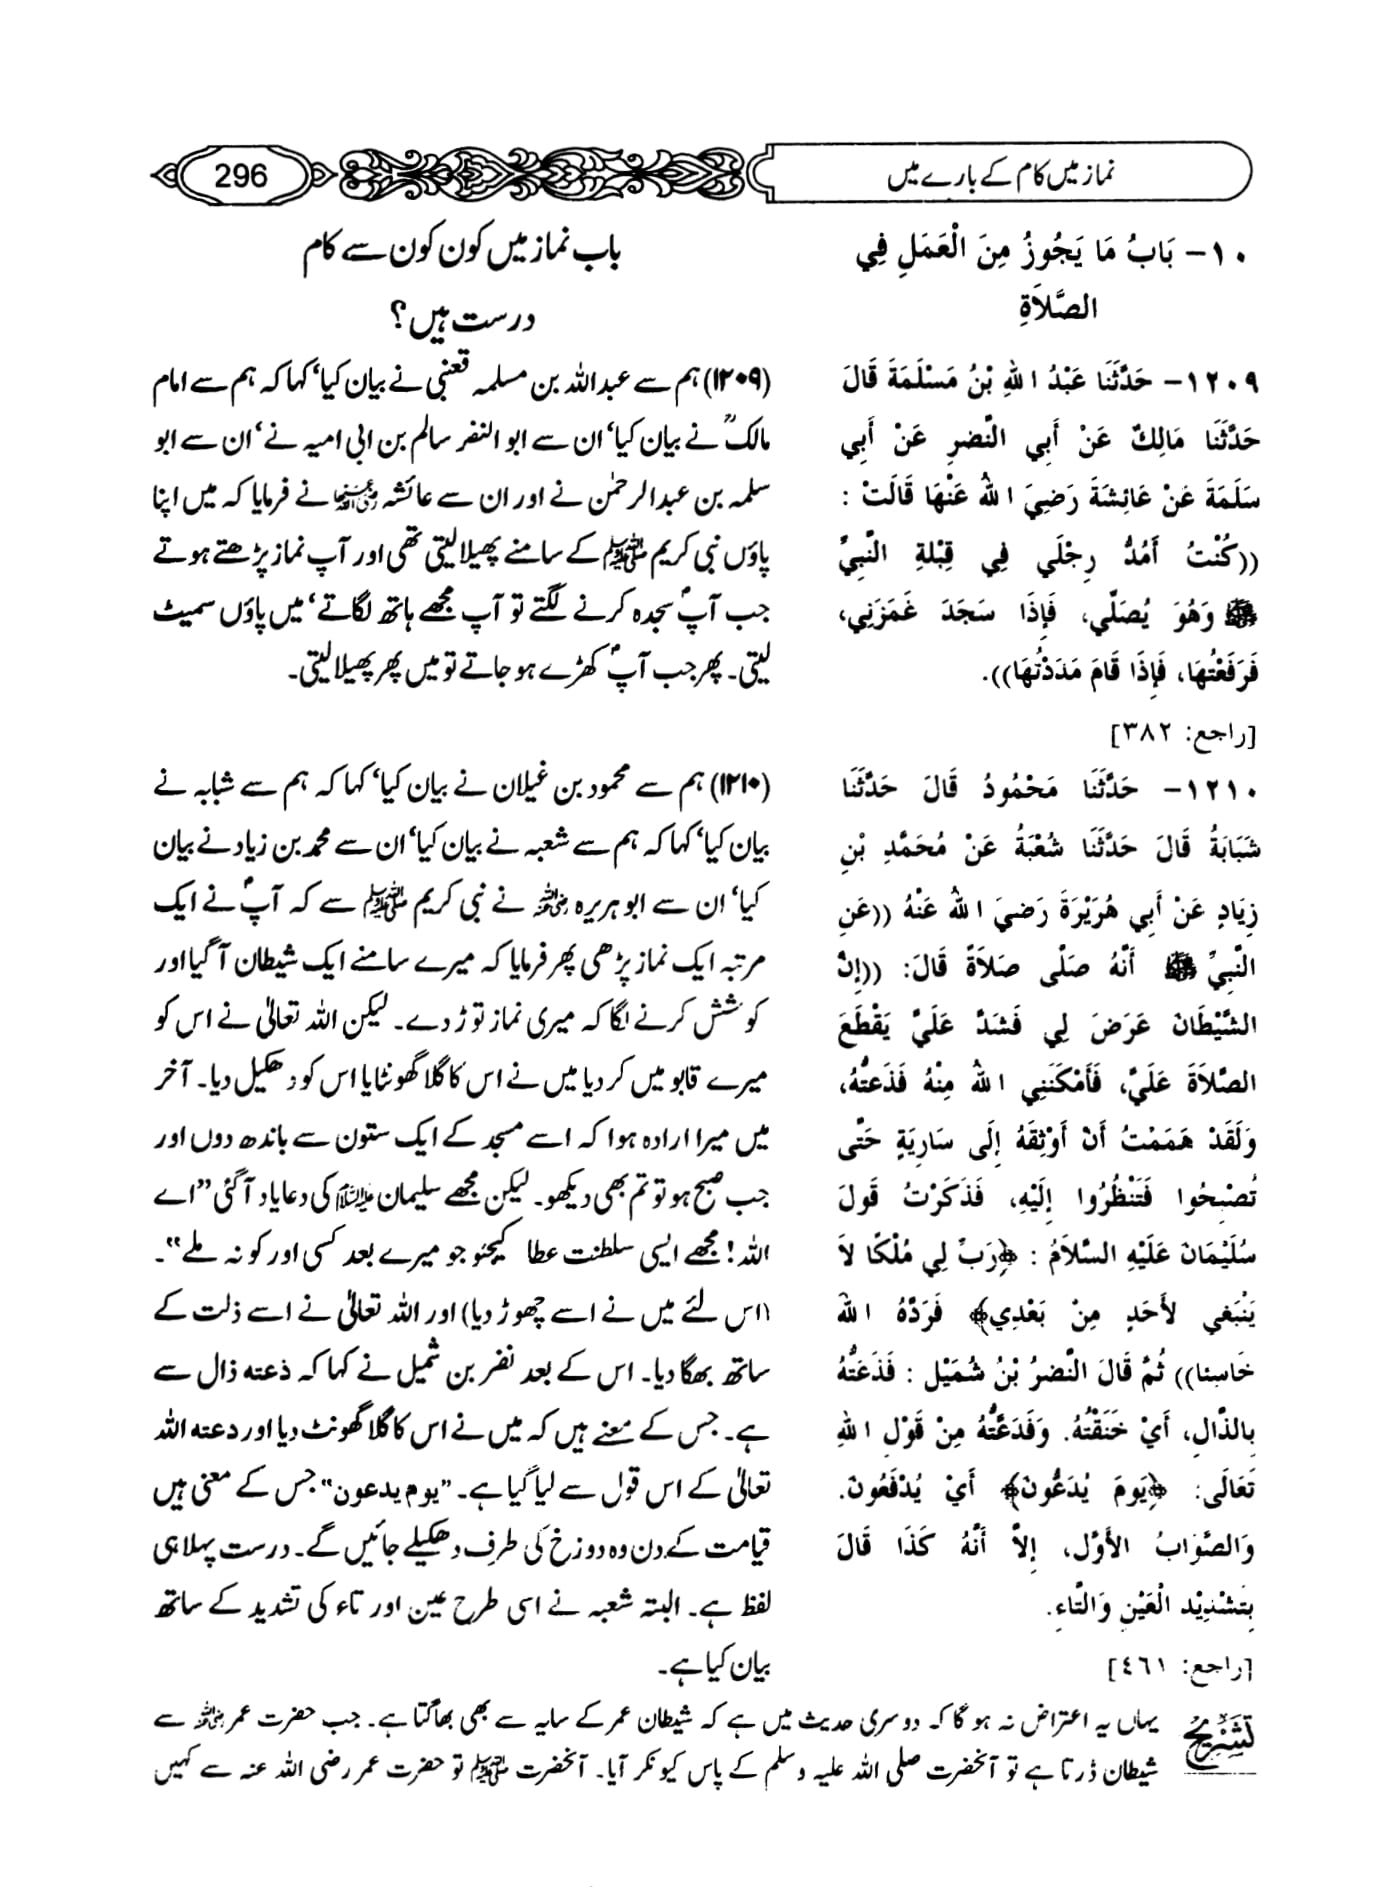 نماز میں کام کے بارے میں
296
١٠- بَابُ مَا يَجُوزُ مِنَ الْعَمَلِ فِي
الصَّلاَةِ
١٢٠٩- حَدَّثَنَا عَبْدُ اللهِ بْنُ مَسْلَمَةَ قَالَ
حَدَّثَنَا مَالِكٌ عَنْ أَبِي النَّضْرِ عَنْ أَبِي
سَلَمَةَ عَنْ عَائِشَةَ رَضِيَ اللهُ عَنْهَا قَالَتْ :
((كُنْتُ أَمُدُّ رِجْلَي فِي قِبْلةِ النَّبِيِّ
ﷺ وَهُوَ يُصَلِّي، فَإِذَا سَجَدَ غَمَزَنِي،
فَرَفَعْتُهَا، فَإِذَا قَامَ مَدَدْتُهَا)).
[راجع: ٣٨٢]
١٢١٠- حَدَّثَنَا مَحْمُودُ قَالَ حَدَّثَنَا
شَبَابَةُ قَالَ حَدَّثَنَا شُعْبَةُ عَنْ مُحَمَّدِ بْنِ
زِيَادٍ عَنْ أَبِي هُرَيْرَةَ رَضيَ اللهُ عَنْهُ ((عَنِ
النَّبِيِّ ﷺ أَنَّهُ صَلَّى صَلاَةً قَالَ: ((إِنَّ
الشَّيْطَانَ عَرَضَ لِي فَشَدَّ عَلَيَّ يَقْطَعَ
الصَّلاَةَ عَلَيَّ، فَأَمْكَنَنِي اللهُ مِنْهُ فَذَعتُّهُ،
وَلَقَدْ هَمَمْتُ أَنْ أُوثِقَهُ إِلَى سَارِيَةٍ حَتَّى
تُصْبِحُوا فَتَنْظُرُوا إِلَيْهِ، فَذَكَرْتُ قَولَ
سُلَيْمَانَ عَلَيْهِ السَّلاَمُ : ﴿رَبِّ لِي مُلْكًا لاَ
يَنْبَغِي لأَحَدٍ مِنْ بَعْدِي﴾ فَرَدَّهُ اللهُ
خَاسِئا)) ثُمَّ قَالَ النَّضْرُ بْنُ شُمَيْل : فَذَعَتُّهُ
بِالذَّالِ، أَيْ خَنَقْتُهُ. وَفَدَعَّتُّهُ مِنْ قَوْلِ اللهِ
تَعَالَى: ﴿يَومَ يُدَعُّونَ﴾ أَيْ يُدْفَعُونَ.
وَالصَّوَابُ الأَوَّل، إِلاَّ أَنَّهُ كَذَا قَالَ
بِتَشْدِيْد الْعَيْنِ وَالتَّاءِ.
[راجع: ٤٦١]
باب نماز میں کون کون سے کام
درست ہیں؟
(۱۲۰۹) ہم سے عبداللہ بن مسلمہ قعنبی نے بیان کیا' کہا کہ ہم سے امام
مالکؒ نے بیان کیا' ان سے ابوالنضر سالم بن ابی امیہ نے' ان سے ابو
سلمہ بن عبدالرحمٰن نے اور ان سے عائشہ رضی اللہ عنہا نے فرمایا کہ میں اپنا
پاؤں نبی کریم ﷺ کے سامنے پھیلا لیتی تھی اور آپ نماز پڑھتے ہوتے
جب آپؐ سجدہ کرنے لگتے تو آپ مجھے ہاتھ لگاتے' میں پاؤں سمیٹ
لیتی۔ پھر جب آپؐ کھڑے ہو جاتے تو میں پھر پھیلا لیتی۔
(۱۲۱۰) ہم سے محمود بن غیلان نے بیان کیا' کہا کہ ہم سے شبابہ نے
بیان کیا' کہا کہ ہم سے شعبہ نے بیان کیا' ان سے محمد بن زیاد نے بیان
کیا' ان سے ابو ہریرہ رضی اللہ عنہ نے نبی کریم ﷺ سے کہ آپؐ نے ایک
مرتبہ ایک نماز پڑھی پھر فرمایا کہ میرے سامنے ایک شیطان آ گیا اور
کوشش کرنے لگا کہ میری نماز توڑ دے۔ لیکن اللہ تعالیٰ نے اس کو
میرے قابو میں کر دیا میں نے اس کا گلا گھونٹایا اس کو دھکیل دیا۔ آخر
میں میرا ارادہ ہوا کہ اسے مسجد کے ایک ستون سے باندھ دوں اور
جب صبح ہو تو تم بھی دیکھو۔ لیکن مجھے سلیمان علیہ السلام کی دعا یاد آ گئی "اے
اللہ! مجھے ایسی سلطنت عطا کیجئو جو میرے بعد کسی اور کو نہ ملے"۔
(اس لئے میں نے اسے چھوڑ دیا) اور اللہ تعالیٰ نے اسے ذلت کے
ساتھ بھگا دیا۔ اس کے بعد نضر بن شمیل نے کہا کہ ذعتہ ذال سے
ہے۔ جس کے معنے ہیں کہ میں نے اس کا گلا گھونٹ دیا اور دعتہ اللہ
تعالیٰ کے اس قول سے لیا گیا ہے۔ "یوم یدعون" جس کے معنی ہیں
قیامت کے دن وہ دوزخ کی طرف دھکیلے جائیں گے۔ درست پہلا ہی
لفظ ہے۔ البتہ شعبہ نے اسی طرح عین اور تاء کی تشدید کے ساتھ
بیان کیا ہے۔
تشریح یہاں یہ اعتراض نہ ہو گا کہ دوسری حدیث میں ہے کہ شیطان عمر کے سایہ سے بھی بھاگتا ہے۔ جب حضرت عمر رضی اللہ عنہ سے
شیطان ڈرتا ہے تو آنحضرت صلی اللہ علیہ وسلم کے پاس کیونکر آیا۔ آنحضرت ﷺ تو حضرت عمر رضی اللہ عنہ سے کہیں